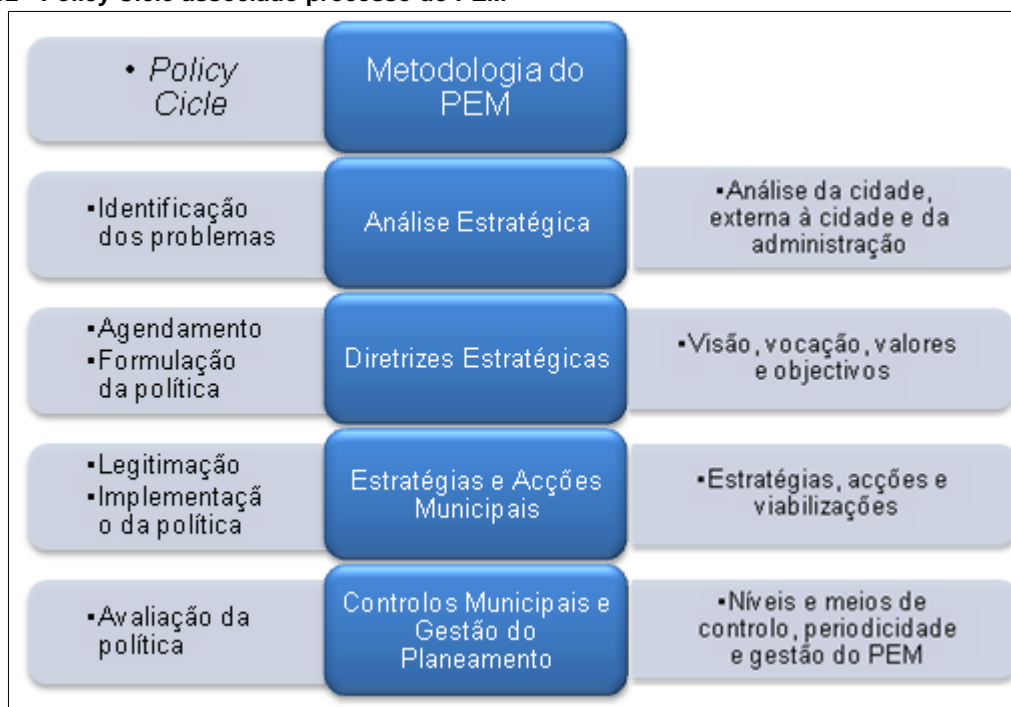 Policy Cicle associado processo do PEM
• Policy
Cicle
Metodologia do
PEM
▪Identificação
dos problemas
Análise Estratégica
▪Análise da cidade,
externa à cidade e da
administração
▪Agendamento
▪Formulação
da política
Diretrizes Estratégicas
▪Visão, vocação, valores
e objectivos
▪Legitimação
▪Implementaçã
o da política
Estratégias e Acções
Municipais
▪Estratégias, acções e
viabilizações
▪Avaliação da
política
Controlos Municipais e
Gestão do
Planeamento
▪Níveis e meios de
controlo, periodicidade
e gestão do PEM